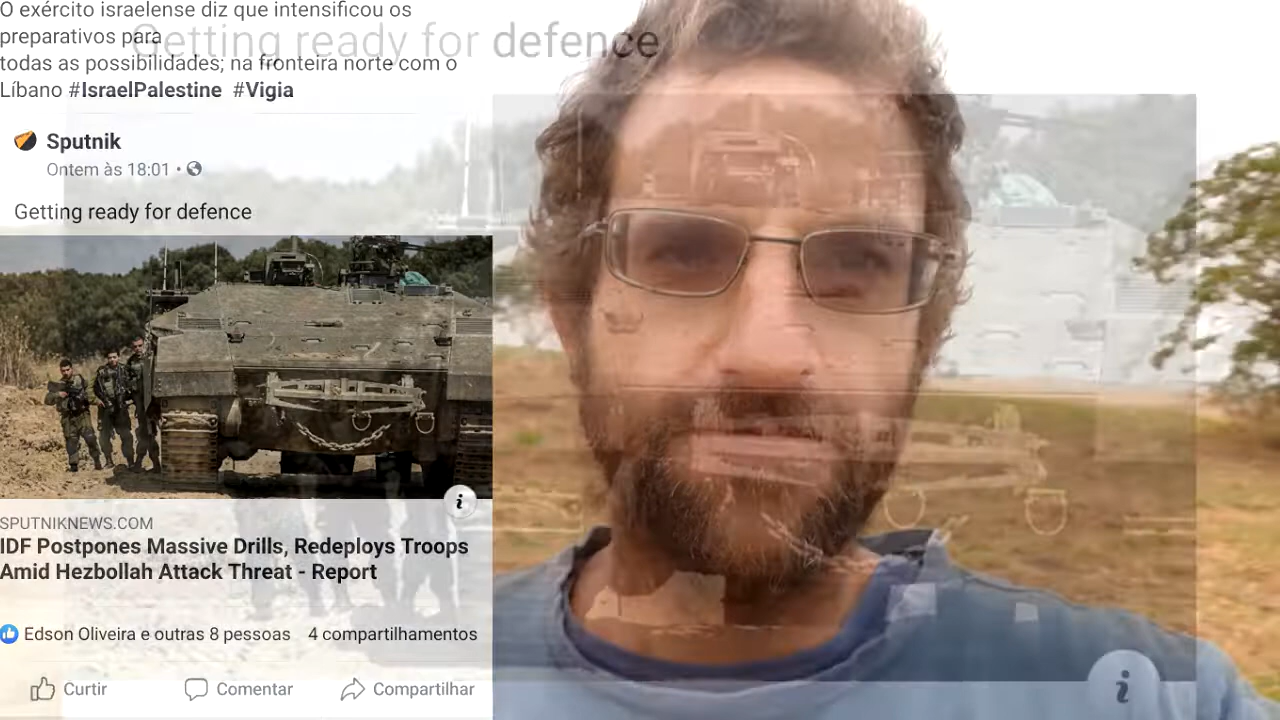 O exército israelense diz que intensificou os
preparativos para
todas as possibilidades; na fronteira norte com o
Líbano #IsraelPalestine #Vigia
Getting ready for defence
Sputnik
Ontem às 18:01 •
Getting ready for defence
SPUTNIKNEWS.COM
IDF Postpones Massive Drills, Redeploys Troops
Amid Hezbollah Attack Threat - Report
Edson Oliveira e outras 8 pessoas 4 compartilhamentos
Curtir Comentar Compartilhar